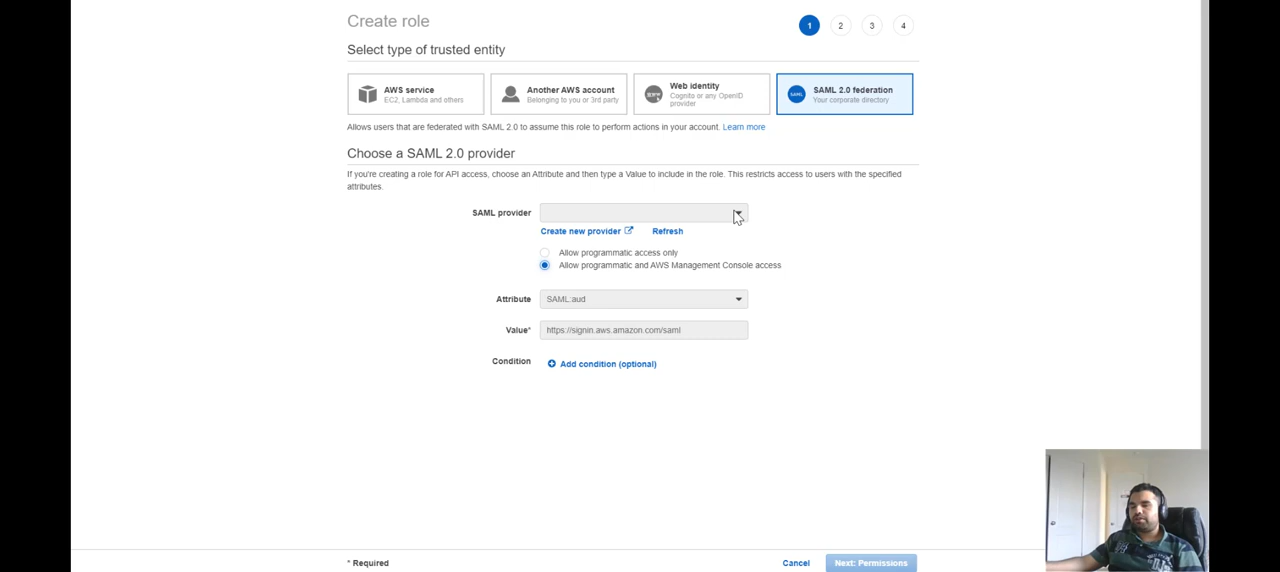 Create role
1 2 3 4
Select type of trusted entity
AWS service
EC2, Lambda and others
Another AWS account
Belonging to you or 3rd party
Web identity
Cognito or any OpenID
provider
SAML
SAML 2.0 federation
Your corporate directory
Allows users that are federated with SAML 2.0 to assume this role to perform actions in your account. Learn more
Choose a SAML 2.0 provider
If you're creating a role for API access, choose an Attribute and then type a Value to include in the role. This restricts access to users with the specified
attributes.
SAML provider
Create new provider Refresh
Allow programmatic access only
Allow programmatic and AWS Management Console access
Attribute SAML:aud
Value* https://signin.aws.amazon.com/saml
Condition Add condition (optional)
* Required Cancel Next: Permissions